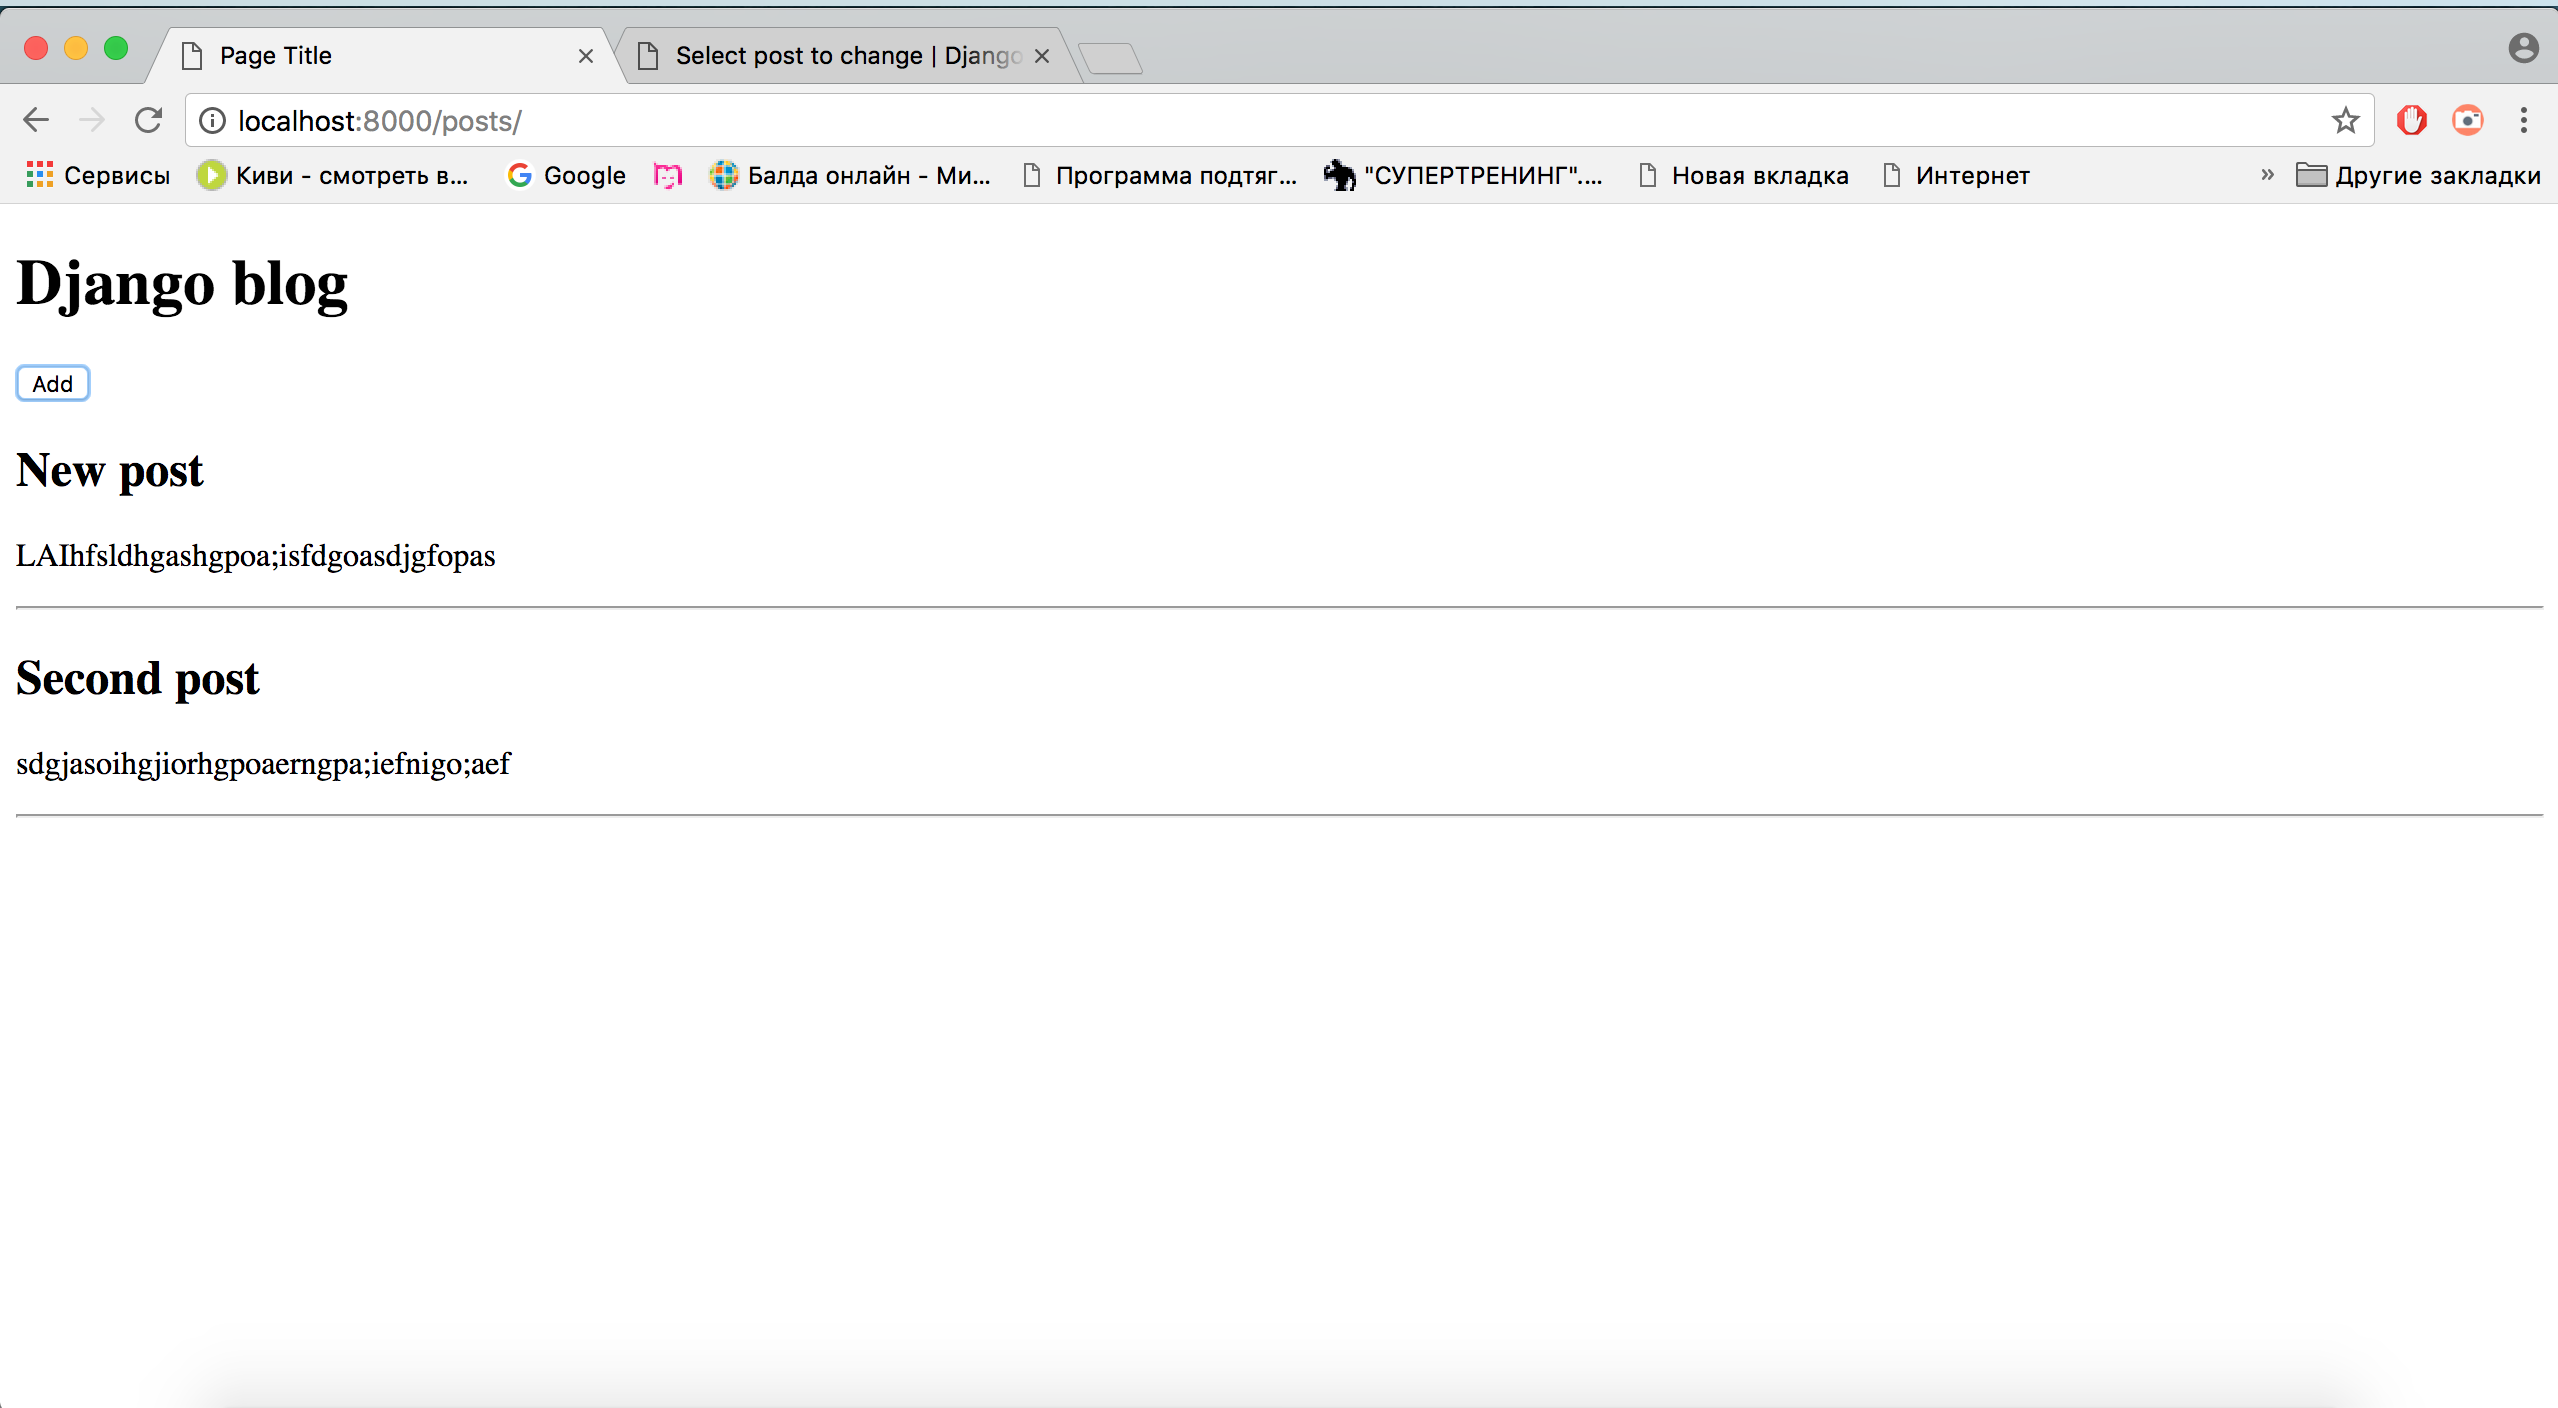 Page Title
Select post to change | Django
localhost:8000/posts/
Сервисы Киви - смотреть в... Google Балда онлайн - Ми... Программа подтяг... "СУПЕРТРЕНИНГ".... Новая вкладка Интернет » Другие закладки
Django blog
Add
New post
LAIhfsldhgashgpoa;isfdgoasdjgfopas
Second post
sdgjasoihgjiorhgpoaerngpa;iefnigo;aef